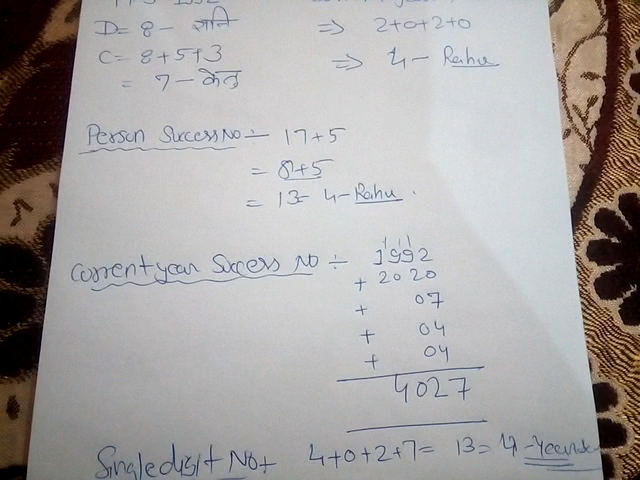 D = 8 - शनि ⇒ 2+0+2+0
C = 8+5+3 ⇒ 4 - Rahu
= 7 - केतु
Person Success No ÷ 17+5
= 8+5
= 13 = 4 - Rahu.
Current year Success No ÷ 1992
+ 2020
+ 07
+ 04
+ 04
4027
Single digit No + 4+0+2+7 = 13 = 4